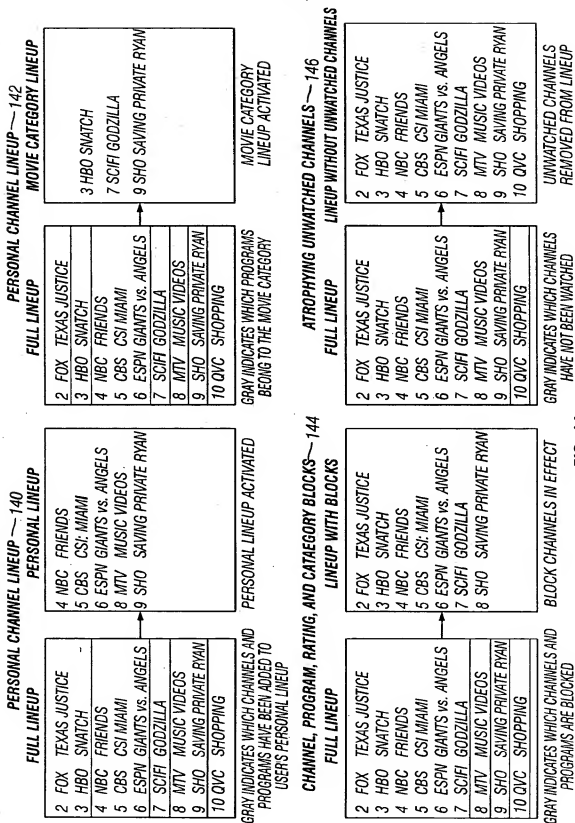 PERSONAL CHANNEL LINEUP 140
FULL LINEUP
2 FOX TEXAS JUSTICE
3 HBO SNATCH
4 NBC FRIENDS
5 CBS CSI MIAMI
6 ESPN GIANTS vs. ANGELS
7 SCIFI GODZILLA
8 MTV MUSIC VIDEOS
9 SHO SAVING PRIVATE RYAN
10 QVC SHOPPING
GRAY INDICATES WHICH CHANNELS AND
PROGRAMS HAVE BEEN ADDED TO
USER'S PERSONAL LINEUP
PERSONAL LINEUP
4 NBC FRIENDS
5 CBS CSI: MIAMI
6 ESPN GIANTS vs. ANGELS
8 MTV MUSIC VIDEOS
9 SHO SAVING PRIVATE RYAN
PERSONAL LINEUP ACTIVATED
PERSONAL CHANNEL LINEUP 142
FULL LINEUP
2 FOX TEXAS JUSTICE
3 HBO SNATCH
4 NBC FRIENDS
5 CBS CSI MIAMI
6 ESPN GIANTS vs. ANGELS
7 SCIFI GODZILLA
8 MTV MUSIC VIDEOS
9 SHO SAVING PRIVATE RYAN
10 QVC SHOPPING
GRAY INDICATES WHICH PROGRAMS
BEONG TO THE MOVIE CATEGORY
MOVIE CATEGORY LINEUP
3 HBO SNATCH
7 SCIFI GODZILLA
9 SHO SAVING PRIVATE RYAN
MOVIE CATEGORY
LINEUP ACTIVATED
CHANNEL, PROGRAM, RATING, AND CATAEGORY BLOCKS 144
FULL LINEUP
2 FOX TEXAS JUSTICE
3 HBO SNATCH
4 NBC FRIENDS
5 CBS CSI MIAMI
6 ESPN GIANTS vs. ANGELS
7 SCIFI GODZILLA
8 MTV MUSIC VIDEOS
9 SHO SAVING PRIVATE RYAN
10 QVC SHOPPING
GRAY INDICATES WHICH CHANNELS AND
PROGRAMS ARE BLOCKED
LINEUP WITH BLOCKS
2 FOX TEXAS JUSTICE
3 HBO SNATCH
4 NBC FRIENDS
5 CBS CSI: MIAMI
6 ESPN GIANTS vs. ANGELS
7 SCIFI GODZILLA
8 SHO SAVING PRIVATE RYAN
BLOCK CHANNELS IN EFFECT
ATROPHYING UNWATCHED CHANNELS 146
FULL LINEUP
2 FOX TEXAS JUSTICE
3 HBO SNATCH
4 NBC FRIENDS
5 CBS CSI MIAMI
6 ESPN GIANTS vs. ANGELS
7 SCIFI GODZILLA
8 MTV MUSIC VIDEOS
9 SHO SAVING PRIVATE RYAN
10 QVC SHOPPING
GRAY INDICATES WHICH CHANNELS
HAVE NOT BEEN WATCHED
LINEUP WITHOUT UNWATCHED CHANNELS
2 FOX TEXAS JUSTICE
3 HBO SNATCH
4 NBC FRIENDS
5 CBS CSI MIAMI
6 ESPN GIANTS vs. ANGELS
7 SCIFI GODZILLA
8 MTV MUSIC VIDEOS
9 SHO SAVING PRIVATE RYAN
10 QVC SHOPPING
UNWATCHED CHANNELS
REMOVED FROM LINEUP